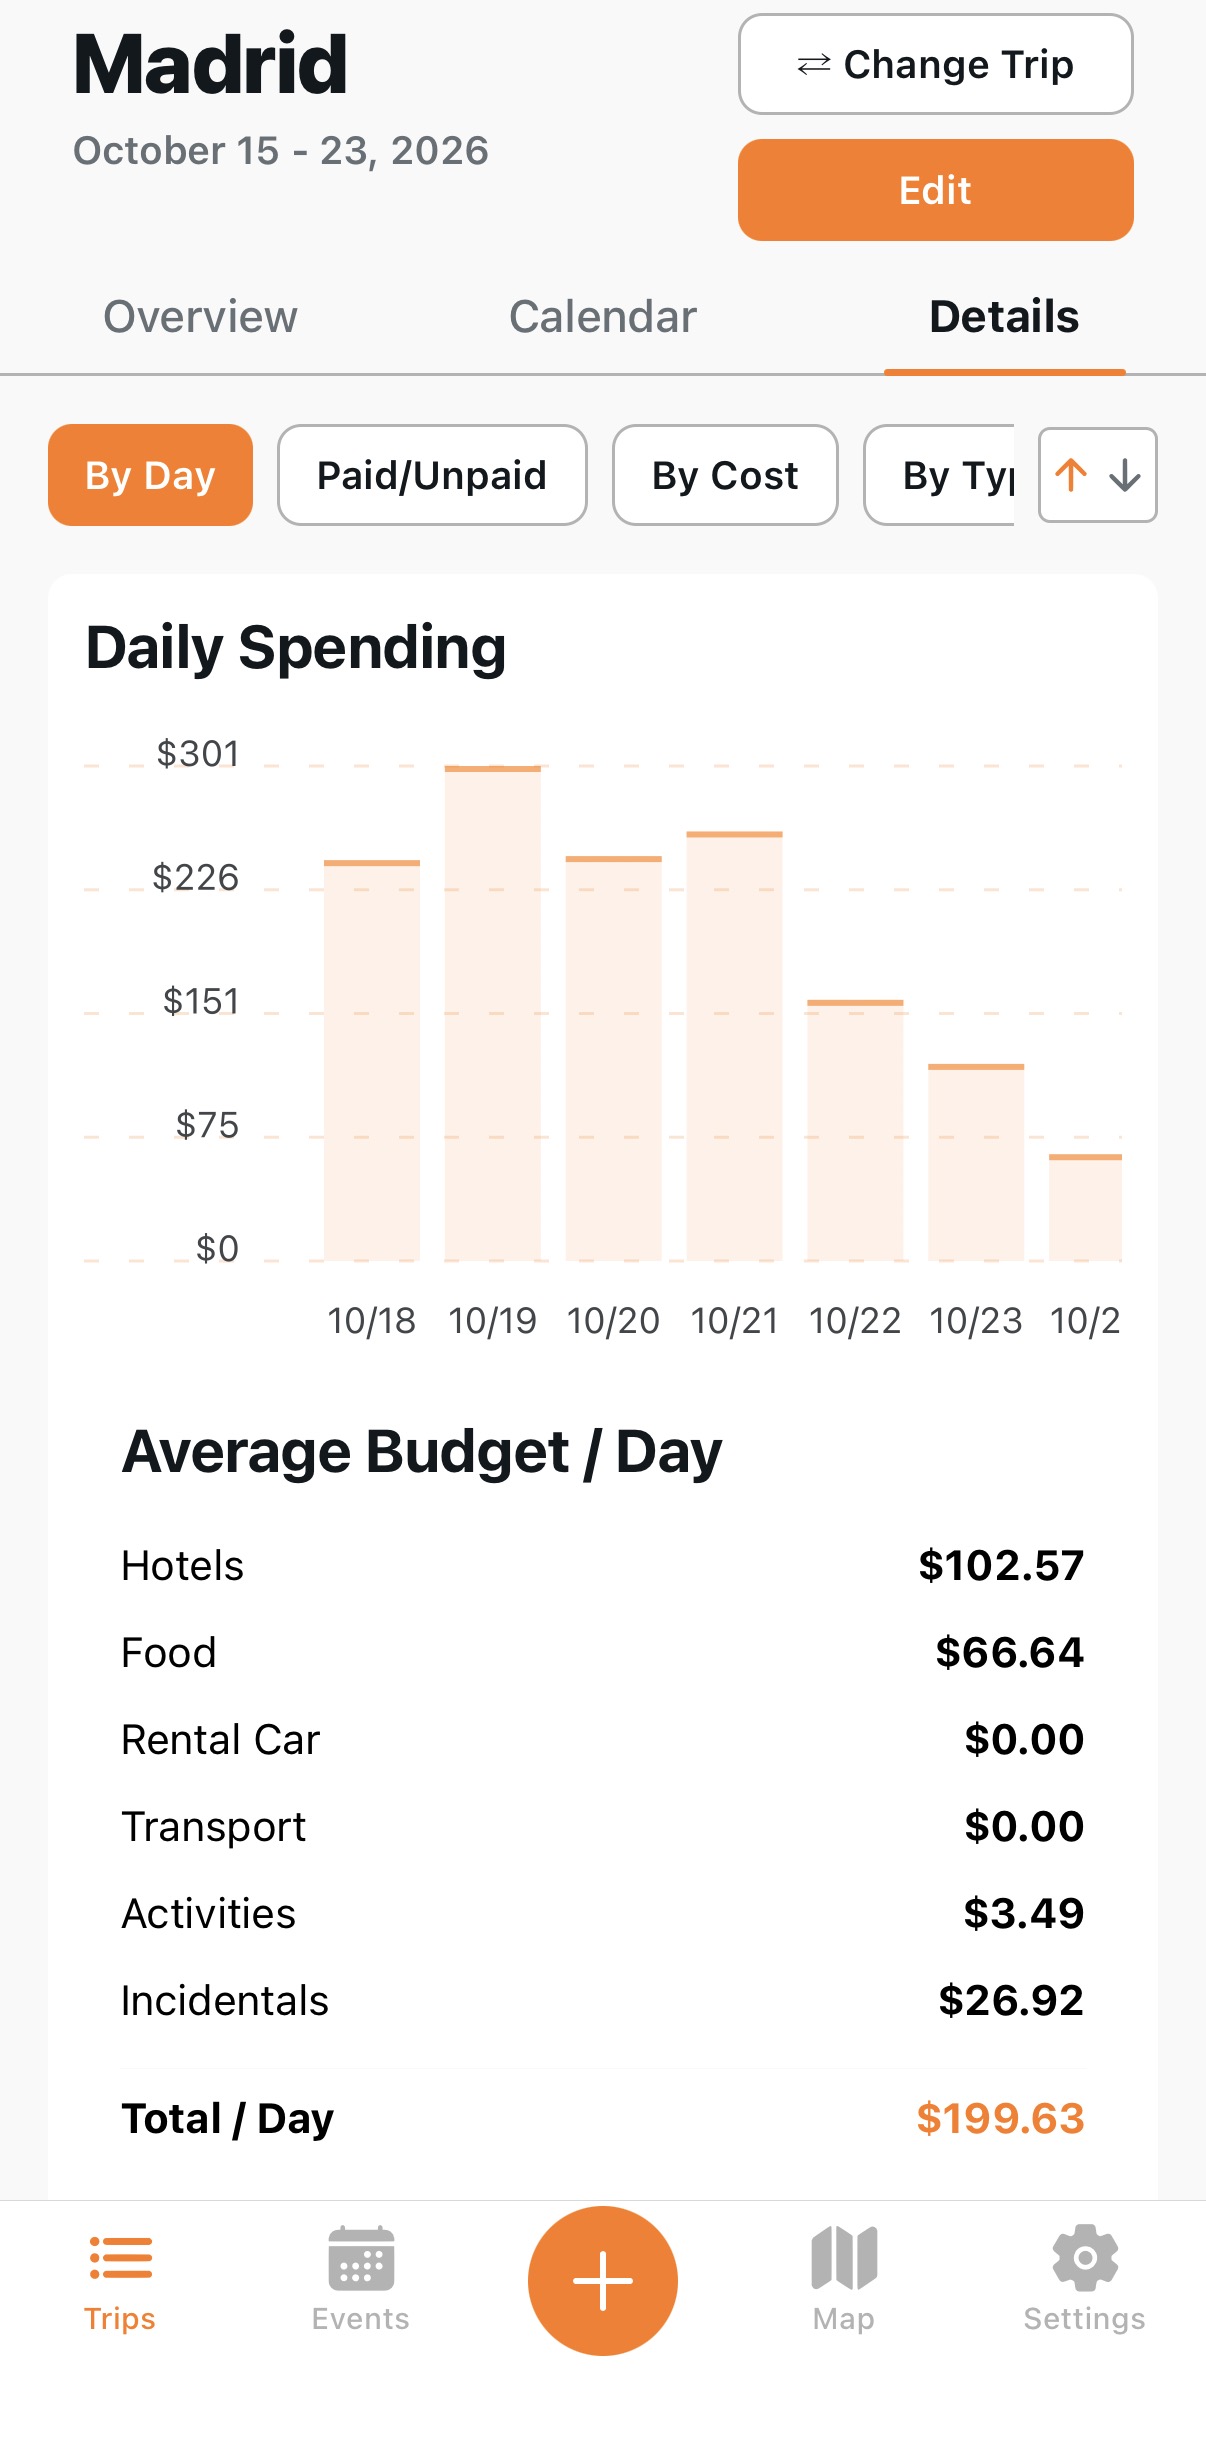 Madrid
October 15 - 23, 2026
Change Trip
Edit
Overview Calendar Details
By Day Paid/Unpaid By Cost By Typ
Daily Spending
$301
$226
$151
$75
$0
10/18 10/19 10/20 10/21 10/22 10/23 10/2
Average Budget / Day
Hotels $102.57
Food $66.64
Rental Car $0.00
Transport $0.00
Activities $3.49
Incidentals $26.92
Total / Day $199.63
Trips Events Map Settings